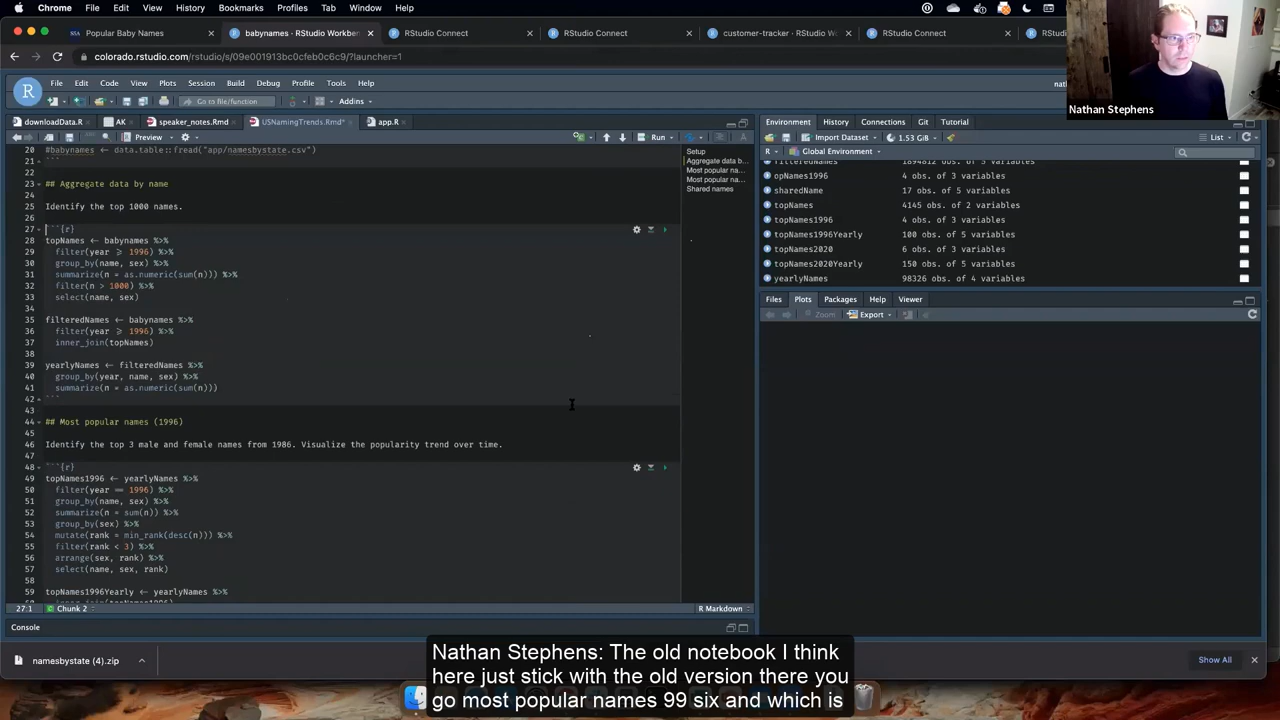 Chrome File Edit View History Bookmarks Profiles Tab Window Help
Popular Baby Names
babynames - RStudio Workben
RStudio Connect
RStudio Connect
customer-tracker - RStudio Wo
RStudio Connect
colorado.rstudio.com/rstudio/s/09e001913bc0cfeb0c6c9/?launcher=1
Nathan Stephens
R File Edit Code View Plots Session Build Debug Profile Tools Help
Go to file/function Addins
downloadData.R AK speaker_notes.Rmd USNamingTrends.Rmd* app.R
Preview Run
20 #babynames <- data.table::fread("app/namesbystate.csv")
21 ```
22
23 ## Aggregate data by name
24
25 Identify the top 1000 names.
26
27 ```{r}
28 topNames <- babynames %>%
29 filter(year >= 1996) %>%
30 group_by(name, sex) %>%
31 summarize(n = as.numeric(sum(n))) %>%
32 filter(n > 1000) %>%
33 select(name, sex)
34
35 filteredNames <- babynames %>%
36 filter(year >= 1996) %>%
37 inner_join(topNames)
38
39 yearlyNames <- filteredNames %>%
40 group_by(year, name, sex) %>%
41 summarize(n = as.numeric(sum(n)))
42 ```
43
44 ## Most popular names (1996)
45
46 Identify the top 3 male and female names from 1986. Visualize the popularity trend over time.
47
48 ```{r}
49 topNames1996 <- yearlyNames %>%
50 filter(year == 1996) %>%
51 group_by(name, sex) %>%
52 summarize(n = sum(n)) %>%
53 group_by(sex) %>%
54 mutate(rank = min_rank(desc(n))) %>%
55 filter(rank < 3) %>%
56 arrange(sex, rank) %>%
57 select(name, sex, rank)
58
59 topNames1996Yearly <- yearlyNames %>%
27:1 Chunk 2 R Markdown
Console
Setup
Aggregate data b...
Most popular na...
Most popular na...
Shared names
Environment History Connections Git Tutorial
Import Dataset 1.53 GiB List
R Global Environment
filteredNames 1894812 obs. of 5 variables
opNames1996 4 obs. of 3 variables
sharedName 17 obs. of 5 variables
topNames 4145 obs. of 2 variables
topNames1996 4 obs. of 3 variables
topNames1996Yearly 100 obs. of 5 variables
topNames2020 6 obs. of 3 variables
topNames2020Yearly 150 obs. of 5 variables
yearlyNames 98326 obs. of 4 variables
Files Plots Packages Help Viewer
Zoom Export
namesbystate (4).zip
Show All
Nathan Stephens: The old notebook I think
here just stick with the old version there you
go most popular names 99 six and which is